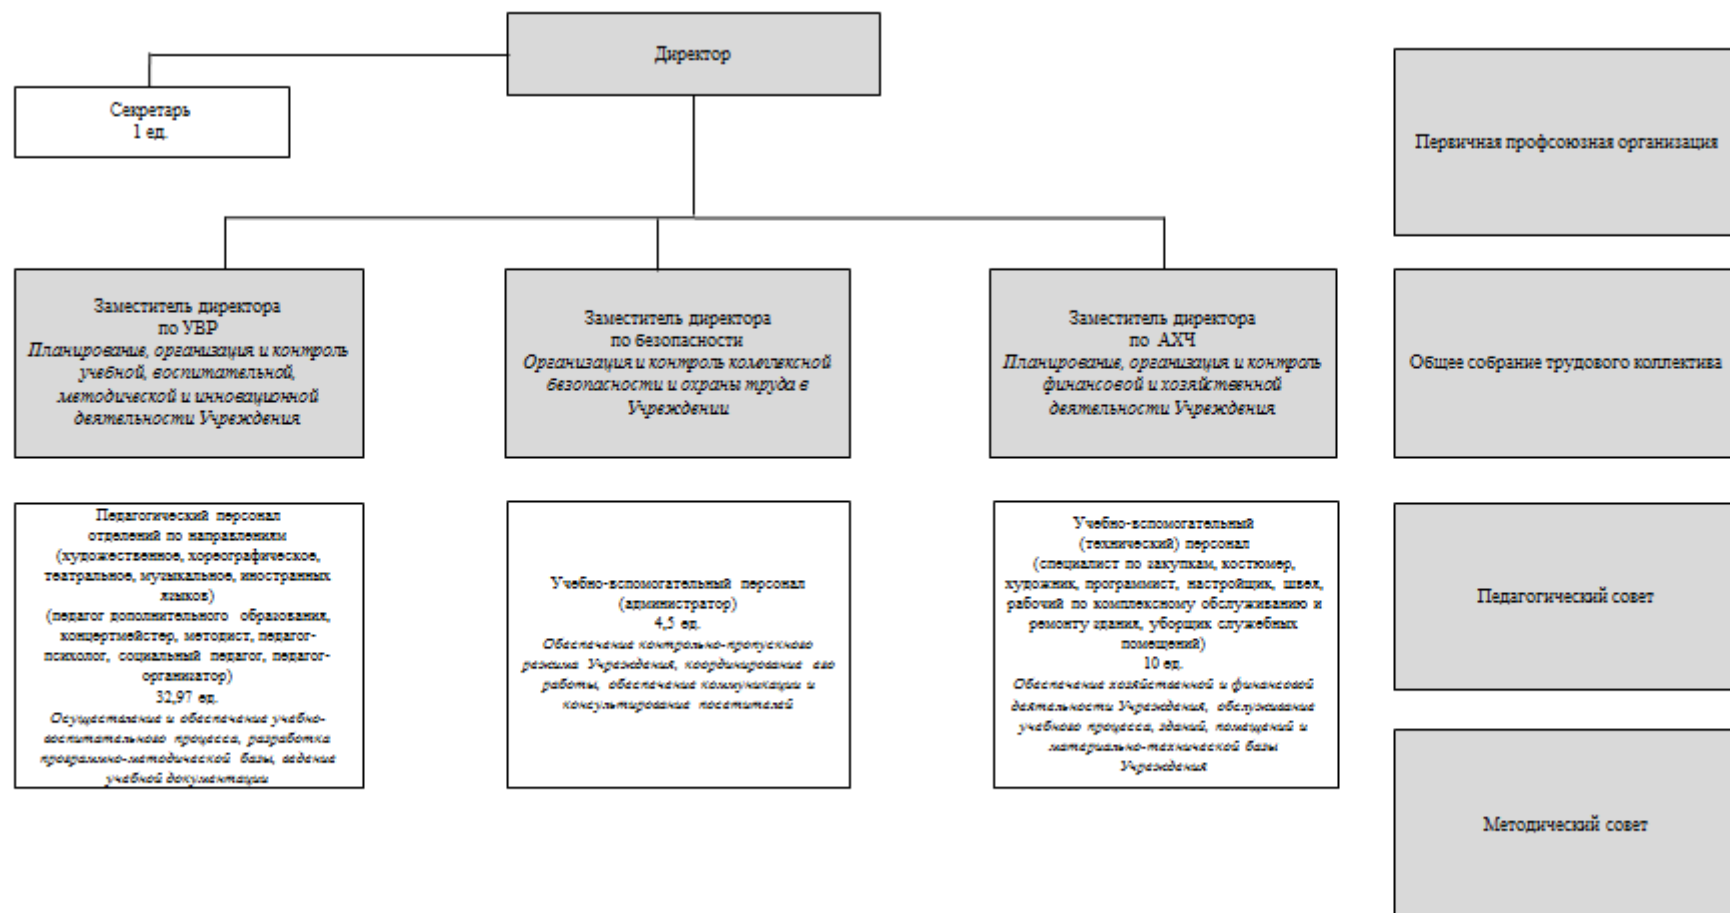 Директор
Секретарь
1 ед.
Первичная профсоюзная организация
Заместитель директора
по УВР
Планирование, организация и контроль
учебной, воспитательной,
методической и инновационной
деятельности Учреждения
Заместитель директора
по безопасности
Организация и контроль комплексной
безопасности и охраны труда в
Учреждении
Заместитель директора
по АХЧ
Планирование, организация и контроль
финансовой и хозяйственной
деятельности Учреждения
Общее собрание трудового коллектива
Педагогический персонал
отделений по направлениям
(художественное, хореографическое,
театральное, музыкальное, иностранных
языков)
(педагог дополнительного образования,
концертмейстер, методист, педагог-
психолог, социальный педагог, педагог-
организатор)
32,97 ед.
Осуществление и обеспечение учебно-
воспитательного процесса, разработка
программно-методической базы, ведение
учебной документации
Учебно-вспомогательный персонал
(администратор)
4,5 ед.
Обеспечение контрольно-пропускного
режима Учреждения, координирование его
работы, обеспечение коммуникации и
консультирование посетителей
Учебно-вспомогательный
(технический) персонал
(специалист по закупкам, костюмер,
художник, программист, настройщик, швея,
рабочий по комплексному обслуживанию и
ремонту здания, уборщик служебных
помещений)
10 ед.
Обеспечение хозяйственной и финансовой
деятельности Учреждения, обслуживание
учебного процесса, зданий, помещений и
материально-технической базы
Учреждения
Педагогический совет
Методический совет